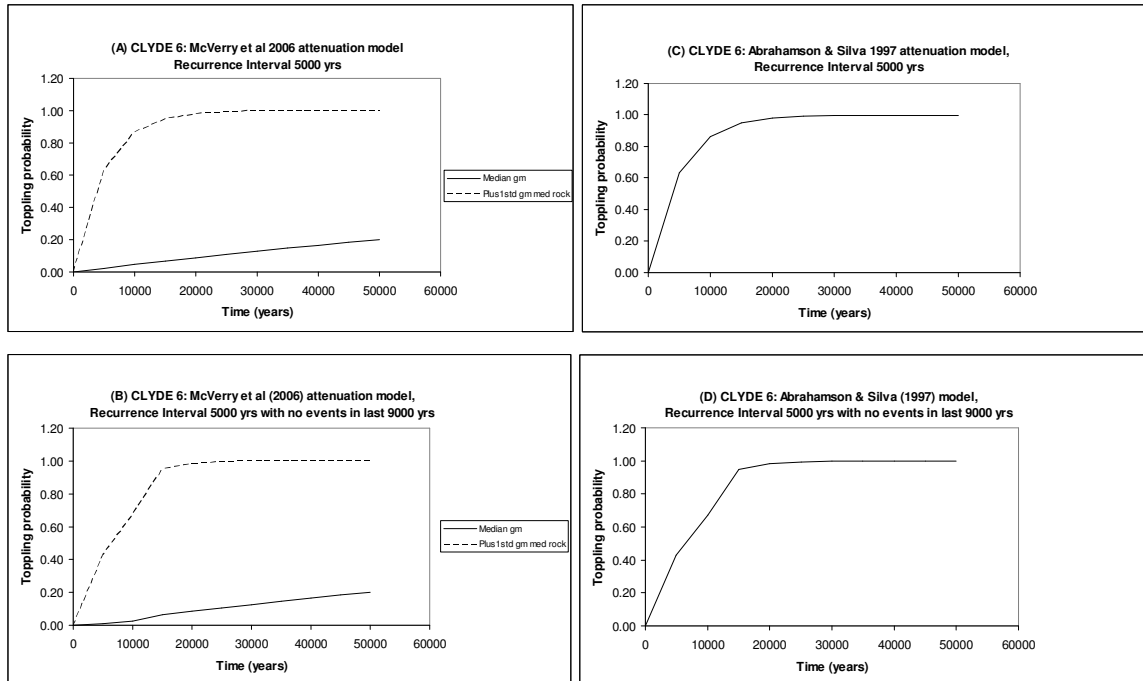 (A) CLYDE 6: McVerry et al 2006 attenuation model
Recurrence Interval 5000 yrs
Toppling probability
1.20
1.00
0.80
0.60
0.40
0.20
0.00
0 10000 20000 30000 40000 50000 60000
Time (years)
Median gm
Plus1std gm med rock
(C) CLYDE 6: Abrahamson & Silva 1997 attenuation model,
Recurrence Interval 5000 yrs
Toppling probability
1.20
1.00
0.80
0.60
0.40
0.20
0.00
0 10000 20000 30000 40000 50000 60000
Time (years)
(B) CLYDE 6: McVerry et al (2006) attenuation model,
Recurrence Interval 5000 yrs with no events in last 9000 yrs
Toppling probability
1.20
1.00
0.80
0.60
0.40
0.20
0.00
0 10000 20000 30000 40000 50000 60000
Time (years)
Median gm
Plus1std gm med rock
(D) CLYDE 6: Abrahamson & Silva (1997) model,
Recurrence Interval 5000 yrs with no events in last 9000 yrs
Toppling probability
1.20
1.00
0.80
0.60
0.40
0.20
0.00
0 10000 20000 30000 40000 50000 60000
Time (years)